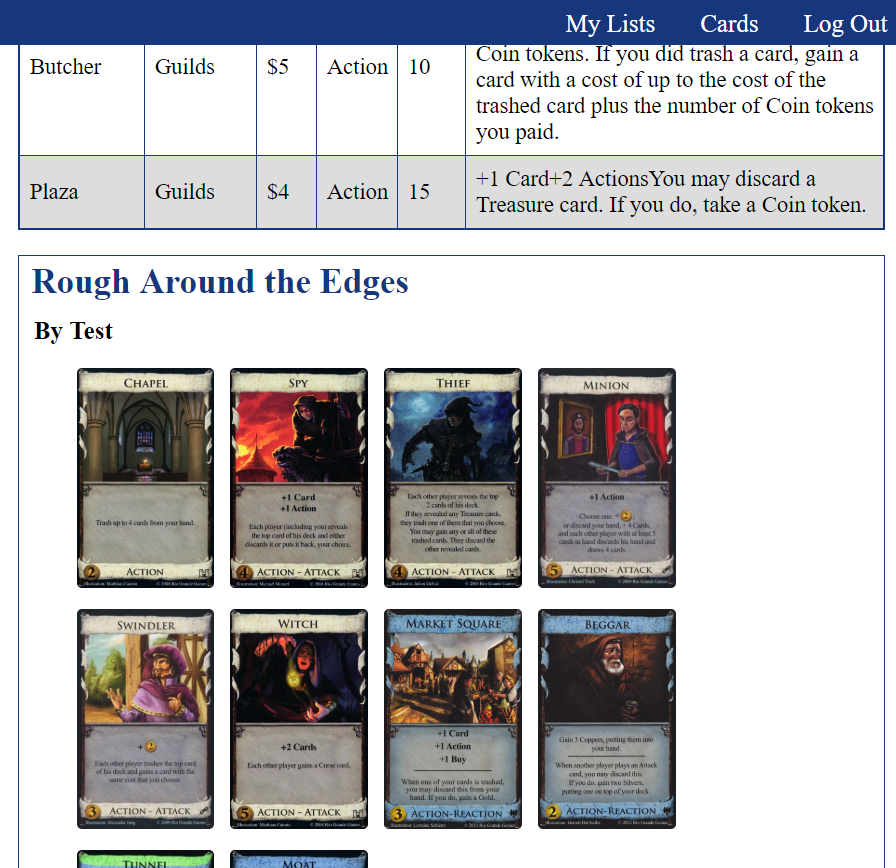 My Lists Cards Log Out
Butcher Guilds $5 Action 10 Coin tokens. If you did trash a card, gain a
card with a cost of up to the cost of the
trashed card plus the number of Coin tokens
you paid.
Plaza Guilds $4 Action 15 +1 Card+2 ActionsYou may discard a
Treasure card. If you do, take a Coin token.
Rough Around the Edges
By Test
CHAPEL
Trash up to 4 cards from your hand.
2 ACTION
SPY
+1 Card
+1 Action
Each player (including you) reveals
the top card of his deck and either
discards it or puts it back, your choice.
4 ACTION - ATTACK
THIEF
Each other player reveals the top
2 cards of his deck.
If they revealed any Treasure cards,
they trash one of them that you choose.
You may gain any or all of these
trashed cards. They discard the
other revealed cards.
4 ACTION - ATTACK
MINION
+1 Action
Choose one: +2;
or discard your hand, +4 Cards,
and each other player with at least 5
cards in hand discards his hand and
draws 4 cards.
5 ACTION - ATTACK
SWINDLER
+2
Each other player trashes the top card
of his deck and gains a card with the
same cost that you choose.
3 ACTION - ATTACK
WITCH
+2 Cards
Each other player gains a Curse card.
5 ACTION - ATTACK
MARKET SQUARE
+1 Card
+1 Action
+1 Buy
When one of your cards is trashed,
you may discard this from your
hand. If you do, gain a Gold.
3 ACTION-REACTION
BEGGAR
Gain 3 Coppers, putting them into
your hand.
When another player plays an Attack
card, you may discard this.
If you do, gain two Silvers,
putting one on top of your deck
2 ACTION-REACTION
TUNNEL
MOAT